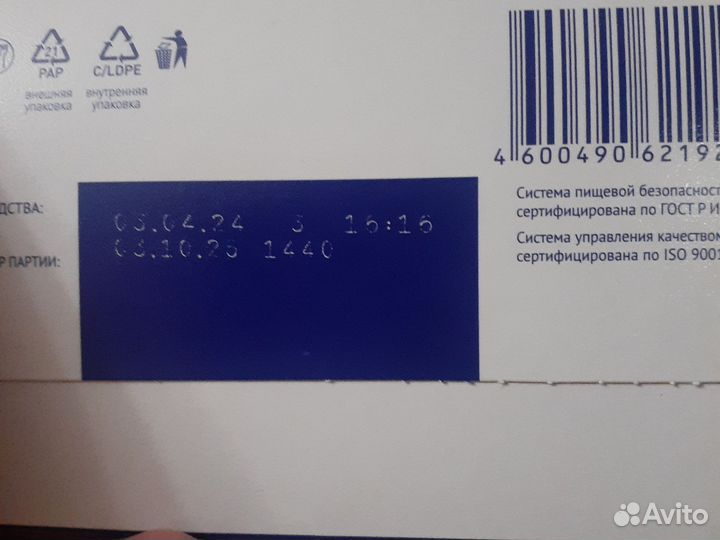 21
PAP
C/LDPE
внешняя
упаковка
внутренняя
упаковка
4 600490 62192
Система пищевой безопасност
сертифицирована по ГОСТ Р И
Система управления качеством
сертифицирована по ISO 9001
ДСТВА:
Р ПАРТИИ:
03.04.24 3 16:16
03.10.25 1440
Avito